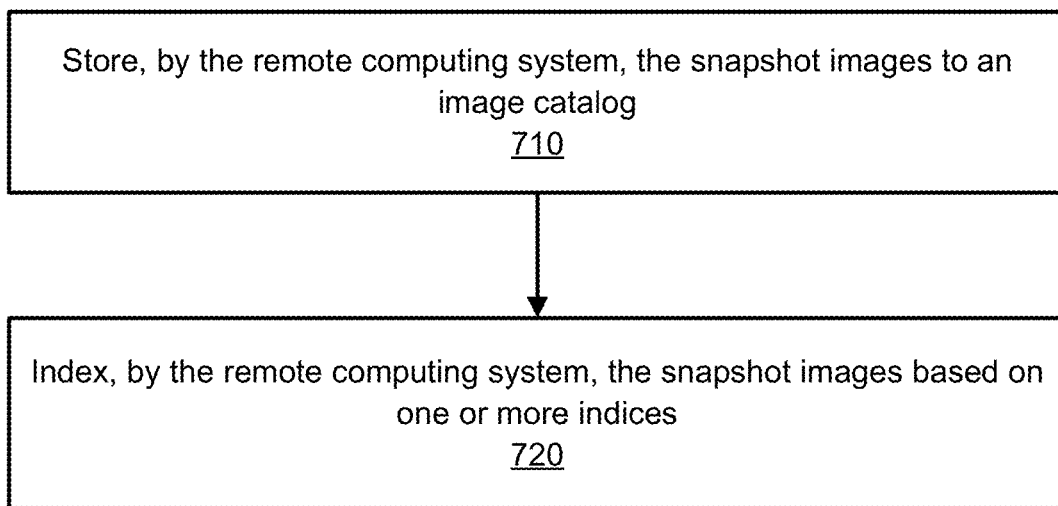 Store, by the remote computing system, the snapshot images to an
image catalog
710
Index, by the remote computing system, the snapshot images based on
one or more indices
720